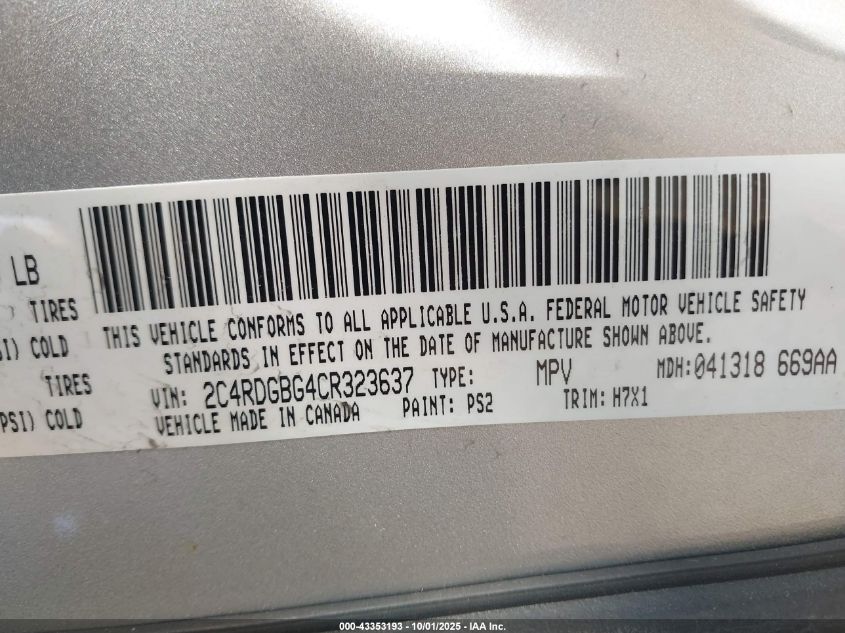 LB
TIRES
SI) COLD
TIRES
PSI) COLD
THIS VEHICLE CONFORMS TO ALL APPLICABLE U.S.A. FEDERAL MOTOR VEHICLE SAFETY
STANDARDS IN EFFECT ON THE DATE OF MANUFACTURE SHOWN ABOVE.
VIN: 2C4RDGBG4CR323637 TYPE: MPV MDH:041318 669AA
VEHICLE MADE IN CANADA PAINT: PS2 TRIM: H7X1
000-43353193 - 10/01/2025 - IAA Inc.